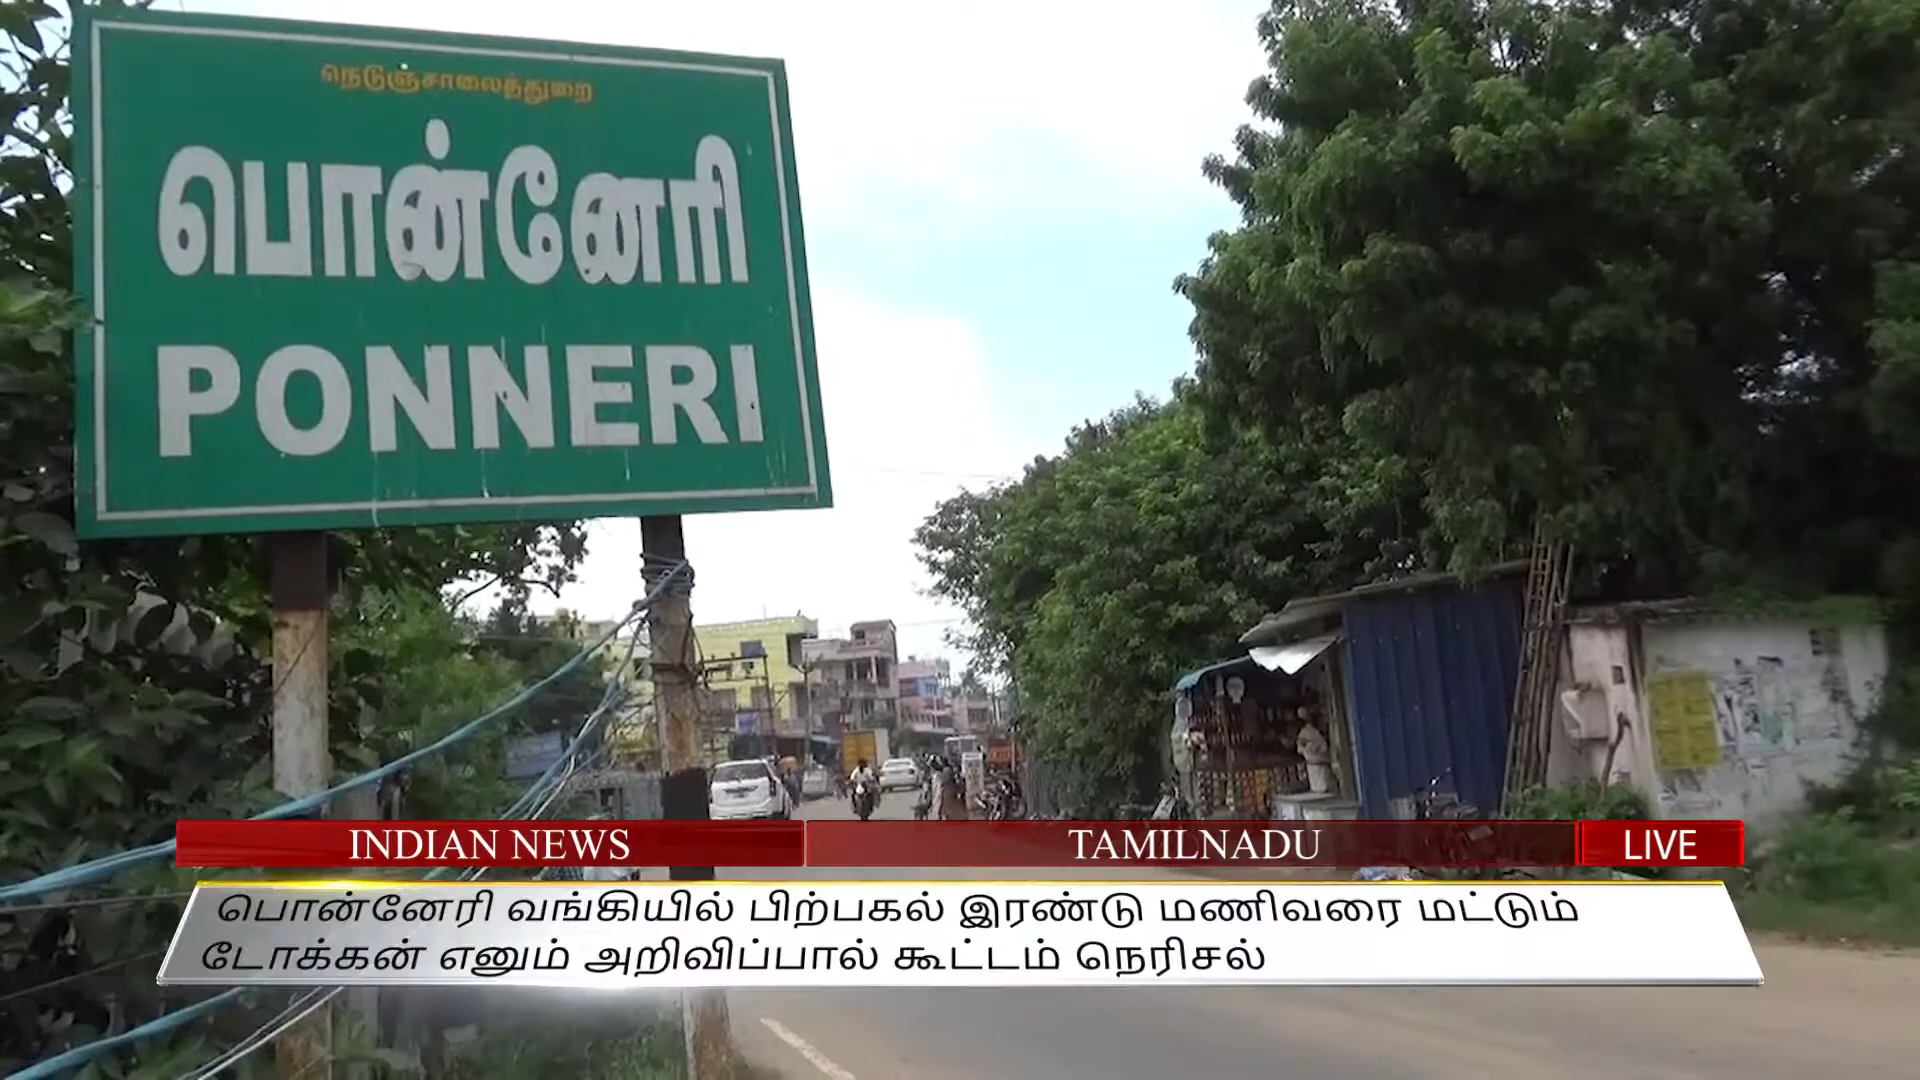 நெடுஞ்சாலைத்துறை
பொன்னேரி
PONNERI
INDIAN NEWS
TAMILNADU
LIVE
பொன்னேரி வங்கியில் பிற்பகல் இரண்டு மணிவரை மட்டும்
டோக்கன் எனும் அறிவிப்பால் கூட்டம் நெரிசல்